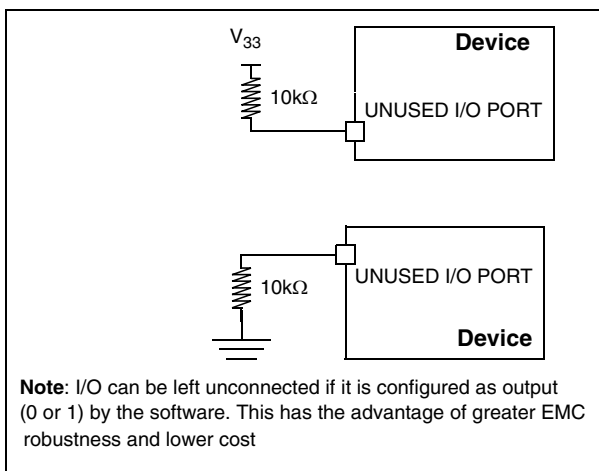 V33
Device
10kΩ
UNUSED I/O PORT
UNUSED I/O PORT
10kΩ
Device
Note: I/O can be left unconnected if it is configured as output
(0 or 1) by the software. This has the advantage of greater EMC
robustness and lower cost